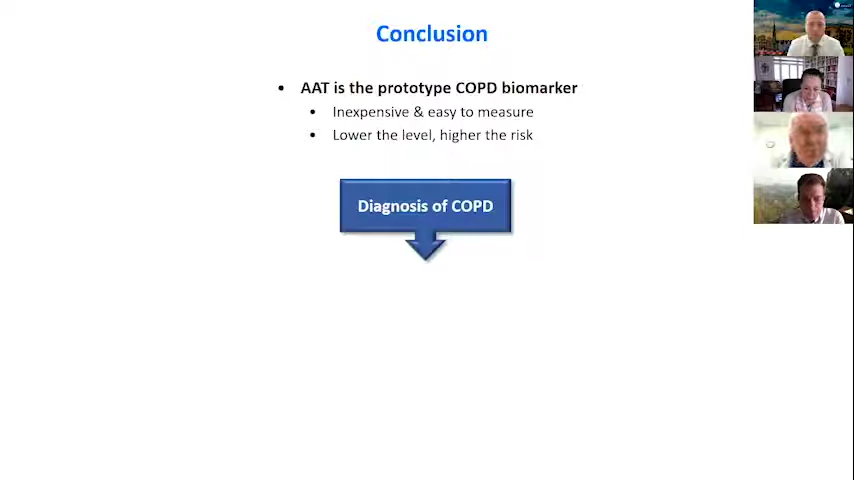 Conclusion
• AAT is the prototype COPD biomarker
• Inexpensive & easy to measure
• Lower the level, higher the risk
Diagnosis of COPD